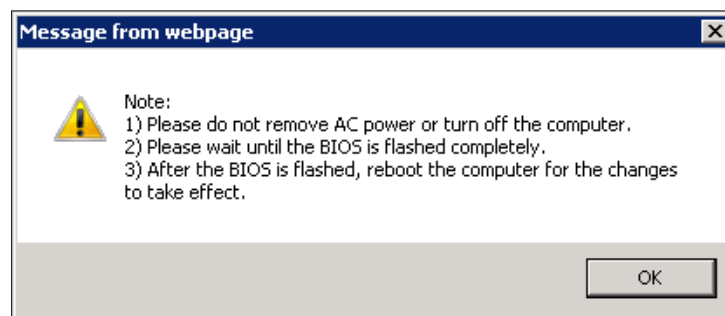 Message from webpage
Note:
1) Please do not remove AC power or turn off the computer.
2) Please wait until the BIOS is flashed completely.
3) After the BIOS is flashed, reboot the computer for the changes
to take effect.
OK